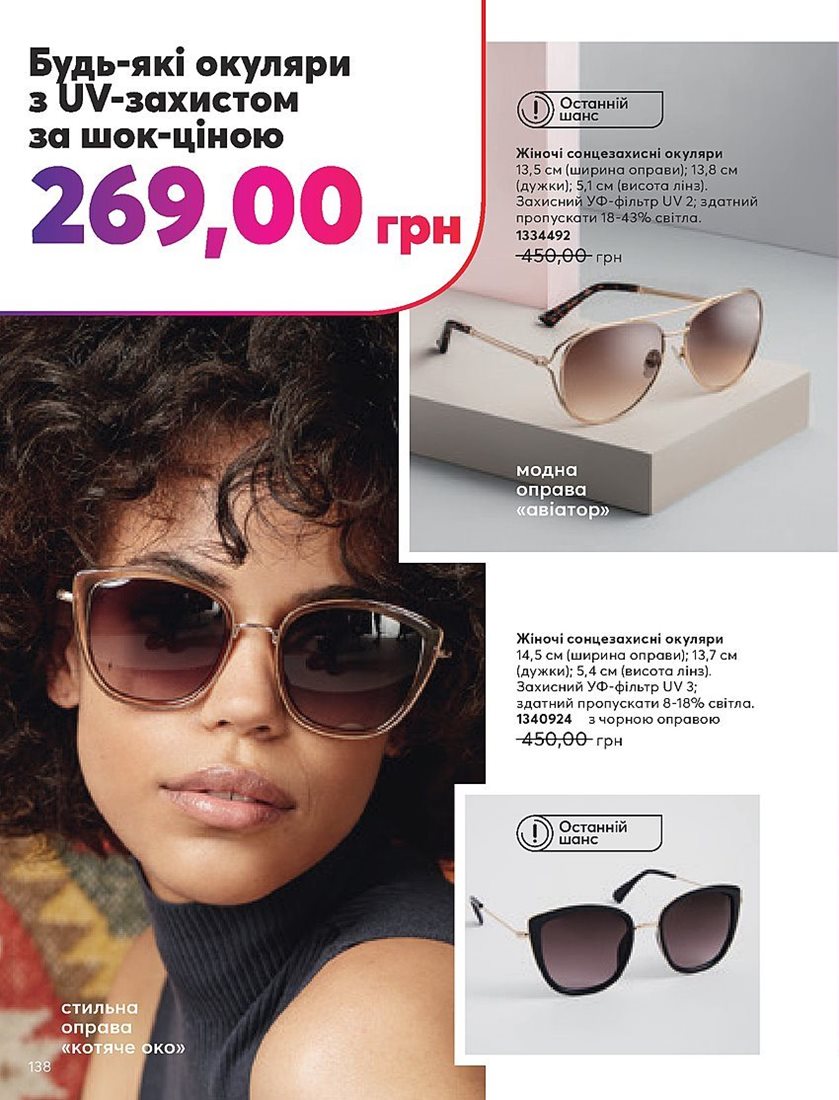 Будь-які окуляри
з UV-захистом
за шок-ціною
269,00 грн
Останній
шанс
Жіночі сонцезахисні окуляри
13,5 см (ширина оправи); 13,8 см
(дужки); 5,1 см (висота лінз).
Захисний УФ-фільтр UV 2; здатний
пропускати 18-43% світла.
1334492
450,00 грн
модна
оправа
«авіатор»
Жіночі сонцезахисні окуляри
14,5 см (ширина оправи); 13,7 см
(дужки); 5,4 см (висота лінз).
Захисний УФ-фільтр UV 3;
здатний пропускати 8-18% світла.
1340924 з чорною оправою
450,00 грн
Останній
шанс
стильна
оправа
«котяче око»
138